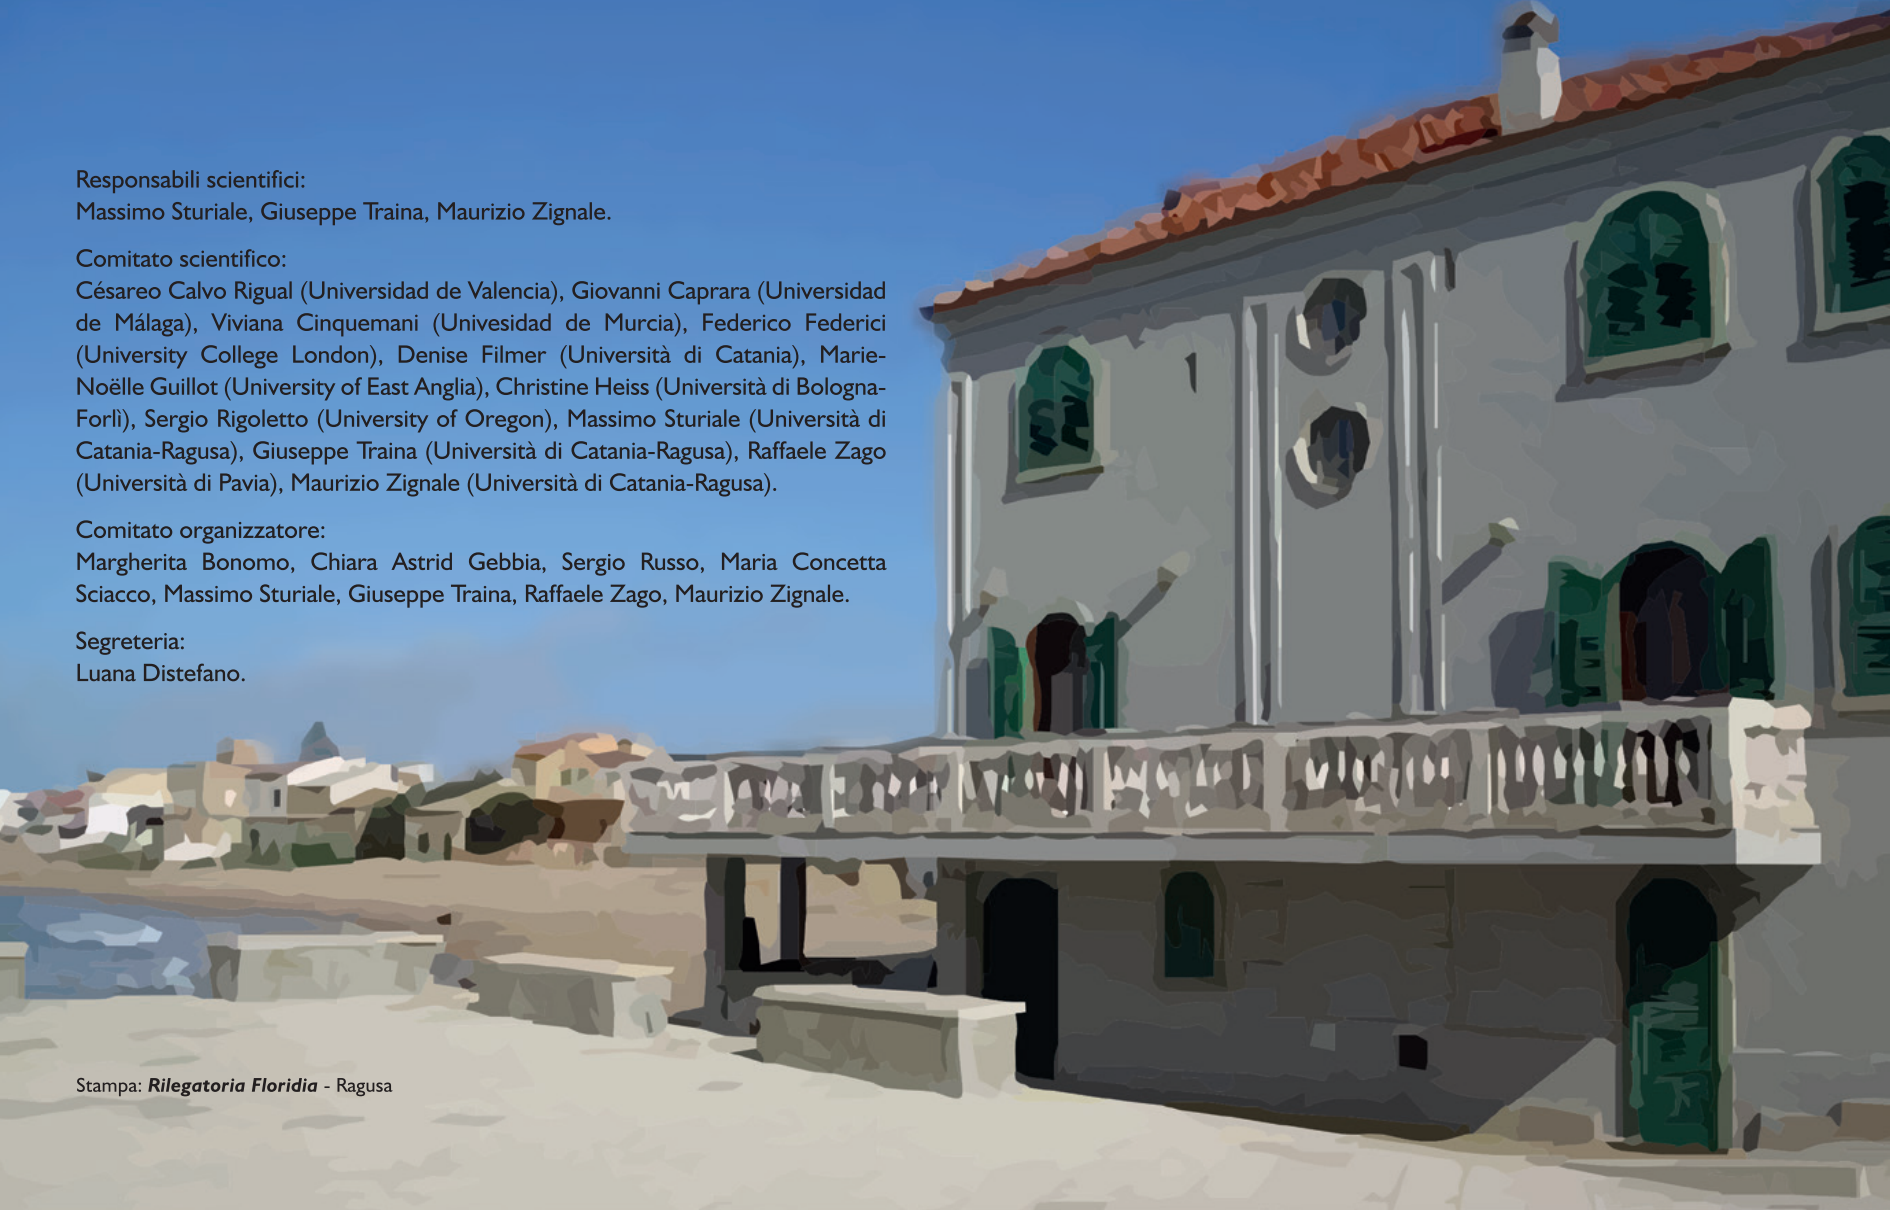 Responsabili scientifici:
Massimo Sturiale, Giuseppe Traina, Maurizio Zignale.
Comitato scientifico:
Césareo Calvo Rigual (Universidad de Valencia), Giovanni Caprara (Universidad
de Málaga), Viviana Cinquemani (Univesidad de Murcia), Federico Federici
(University College London), Denise Filmer (Università di Catania), Marie-
Noëlle Guillot (University of East Anglia), Christine Heiss (Università di Bologna-
Forlì), Sergio Rigoletto (University of Oregon), Massimo Sturiale (Università di
Catania-Ragusa), Giuseppe Traina (Università di Catania-Ragusa), Raffaele Zago
(Università di Pavia), Maurizio Zignale (Università di Catania-Ragusa).
Comitato organizzatore:
Margherita Bonomo, Chiara Astrid Gebbia, Sergio Russo, Maria Concetta
Sciacco, Massimo Sturiale, Giuseppe Traina, Raffaele Zago, Maurizio Zignale.
Segreteria:
Luana Distefano.
Stampa: Rilegatoria Floridia - Ragusa